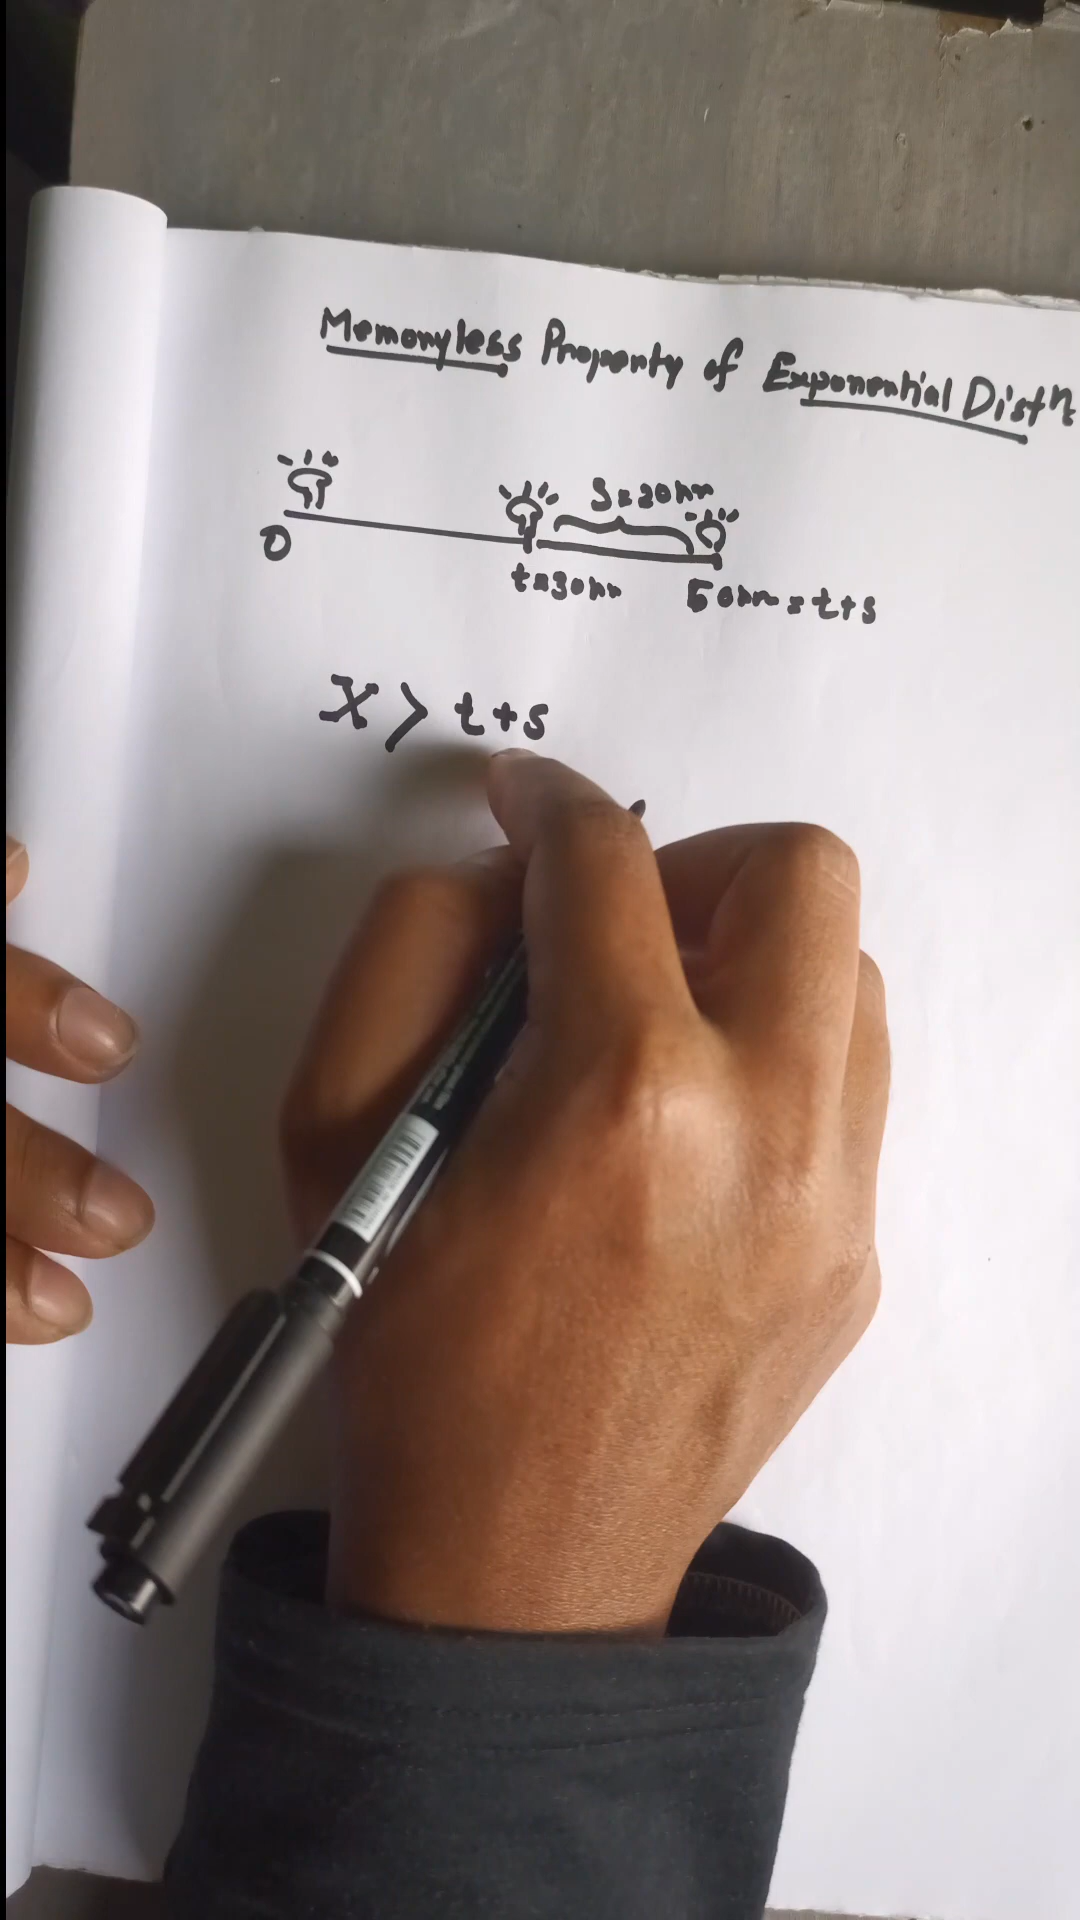 Memoryless Property of Exponential Distn
S=20hr
0
t=30hr 50hr = t+s
X > t+s